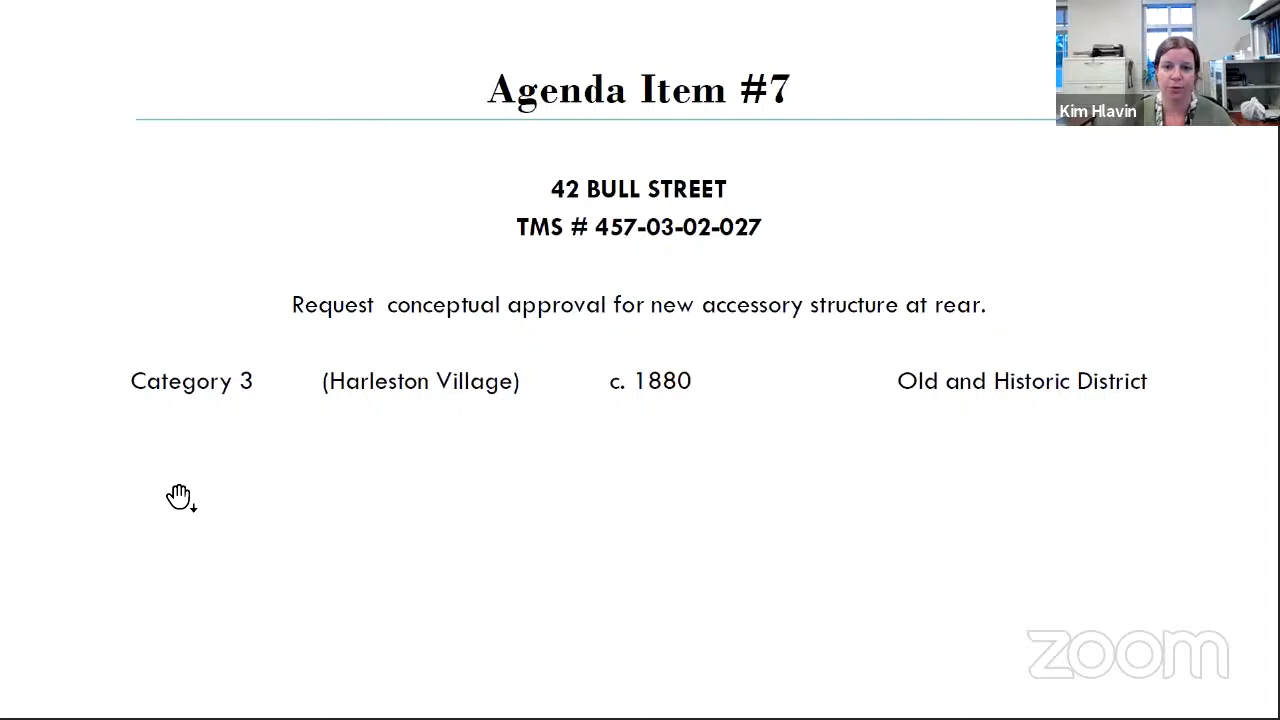 Agenda Item #7
Kim Hlavin
42 BULL STREET
TMS # 457-03-02-027
Request conceptual approval for new accessory structure at rear.
Category 3 (Harleston Village) c. 1880 Old and Historic District
zoom